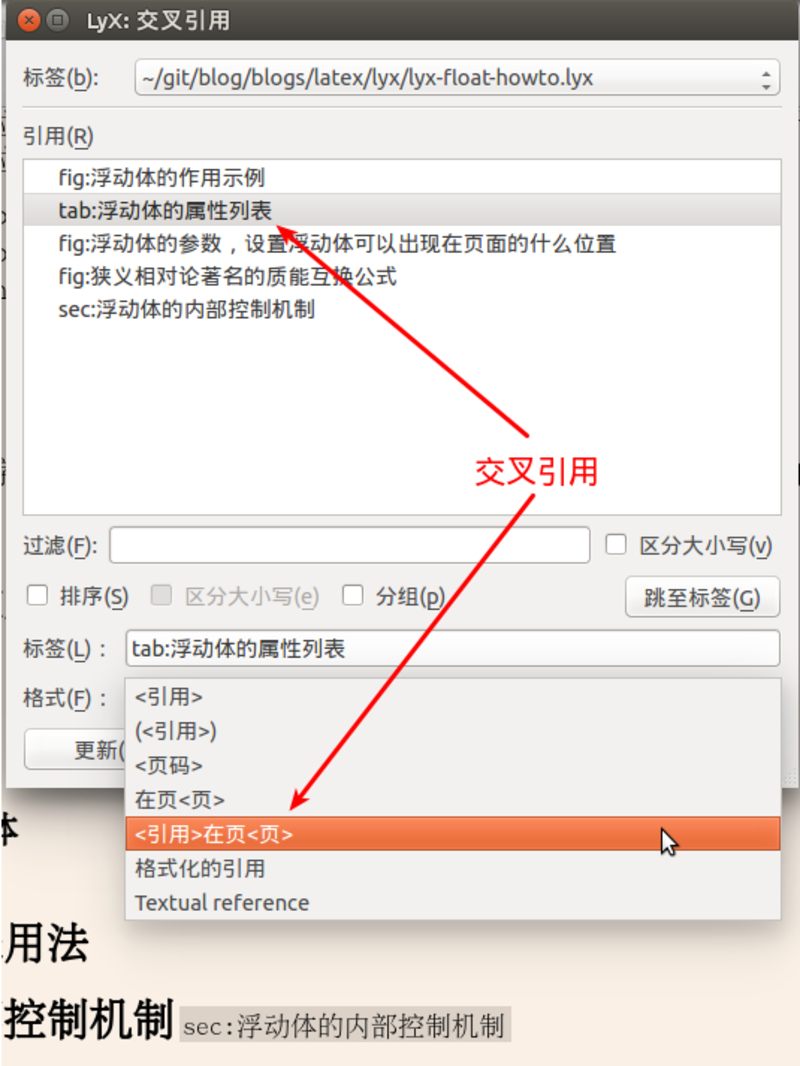 LyX: 交叉引用
标签(b): ~/git/blog/blogs/latex/lyx/lyx-float-howto.lyx
引用(R)
fig:浮动体的作用示例
tab:浮动体的属性列表
fig:浮动体的参数，设置浮动体可以出现在页面的什么位置
fig:狭义相对论著名的质能互换公式
sec:浮动体的内部控制机制
交叉引用
过滤(F): 区分大小写(v)
排序(S) 区分大小写(e) 分组(p)
跳至标签(G)
标签(L)： tab:浮动体的属性列表
格式(F)： <引用>
(<引用>)
更新(
<页码>
在页<页>
<引用>在页<页>
格式化的引用
Textual reference
体
用法
控制机制 sec:浮动体的内部控制机制